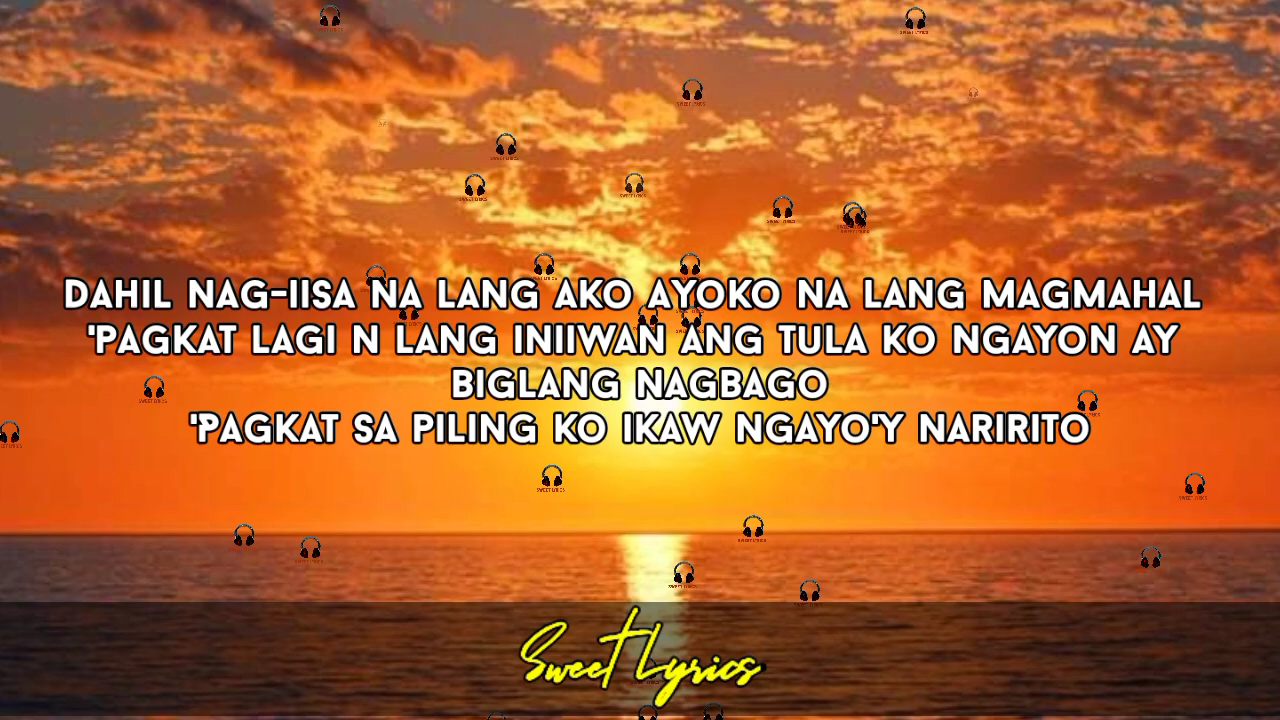 DAHIL NAG-IISA NA LANG AKO AYOKO NA LANG MAGMAHAL
'PAGKAT LAGI N LANG INIIWAN ANG TULA KO NGAYON AY
BIGLANG NAGBAGO
'PAGKAT SA PILING KO IKAW NGAYO'Y NARIRITO
Sweet Lyrics